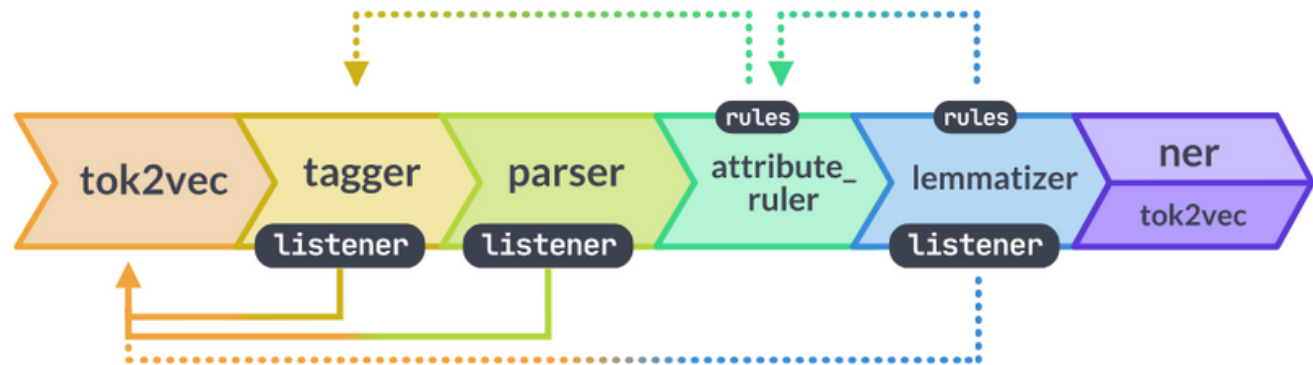 rules
rules
tok2vec
tagger
parser
attribute_
ruler
lemmatizer
ner
tok2vec
listener
listener
listener